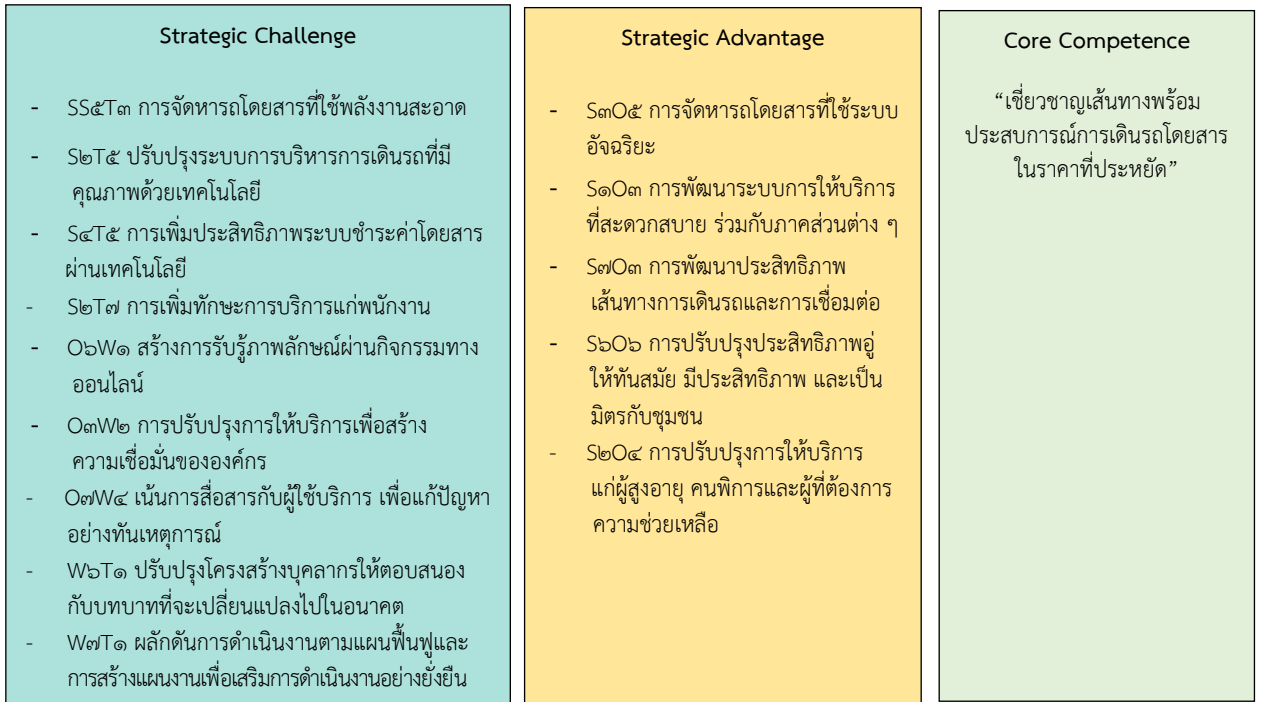 Strategic Challenge
- SS๕T๓ การจัดหารถโดยสารที่ใช้พลังงานสะอาด
- S๒T๕ ปรับปรุงระบบการบริหารการเดินรถที่มี
คุณภาพด้วยเทคโนโลยี
- S๔T๕ การเพิ่มประสิทธิภาพระบบชำระค่าโดยสาร
ผ่านเทคโนโลยี
- S๒T๗ การเพิ่มทักษะการบริการแก่พนักงาน
- O๖W๑ สร้างการรับรู้ภาพลักษณ์ผ่านกิจกรรมทาง
ออนไลน์
- O๓W๒ การปรับปรุงการให้บริการเพื่อสร้าง
ความเชื่อมั่นขององค์กร
- O๗W๔ เน้นการสื่อสารกับผู้ใช้บริการ เพื่อแก้ปัญหา
อย่างทันเหตุการณ์
- W๖T๑ ปรับปรุงโครงสร้างบุคลากรให้ตอบสนอง
กับบทบาทที่จะเปลี่ยนแปลงไปในอนาคต
- W๗T๑ ผลักดันการดำเนินงานตามแผนฟื้นฟูและ
การสร้างแผนงานเพื่อเสริมการดำเนินงานอย่างยั่งยืน
Strategic Advantage
- S๓O๕ การจัดหารถโดยสารที่ใช้ระบบ
อัจฉริยะ
- S๑O๓ การพัฒนาระบบการให้บริการ
ที่สะดวกสบาย ร่วมกับภาคส่วนต่าง ๆ
- S๗O๓ การพัฒนาประสิทธิภาพ
เส้นทางการเดินรถและการเชื่อมต่อ
- S๖O๖ การปรับปรุงประสิทธิภาพอู่
ให้ทันสมัย มีประสิทธิภาพ และเป็น
มิตรกับชุมชน
- S๒O๔ การปรับปรุงการให้บริการ
แก่ผู้สูงอายุ คนพิการและผู้ที่ต้องการ
ความช่วยเหลือ
Core Competence
“เชี่ยวชาญเส้นทางพร้อม
ประสบการณ์การเดินรถโดยสาร
ในราคาที่ประหยัด”